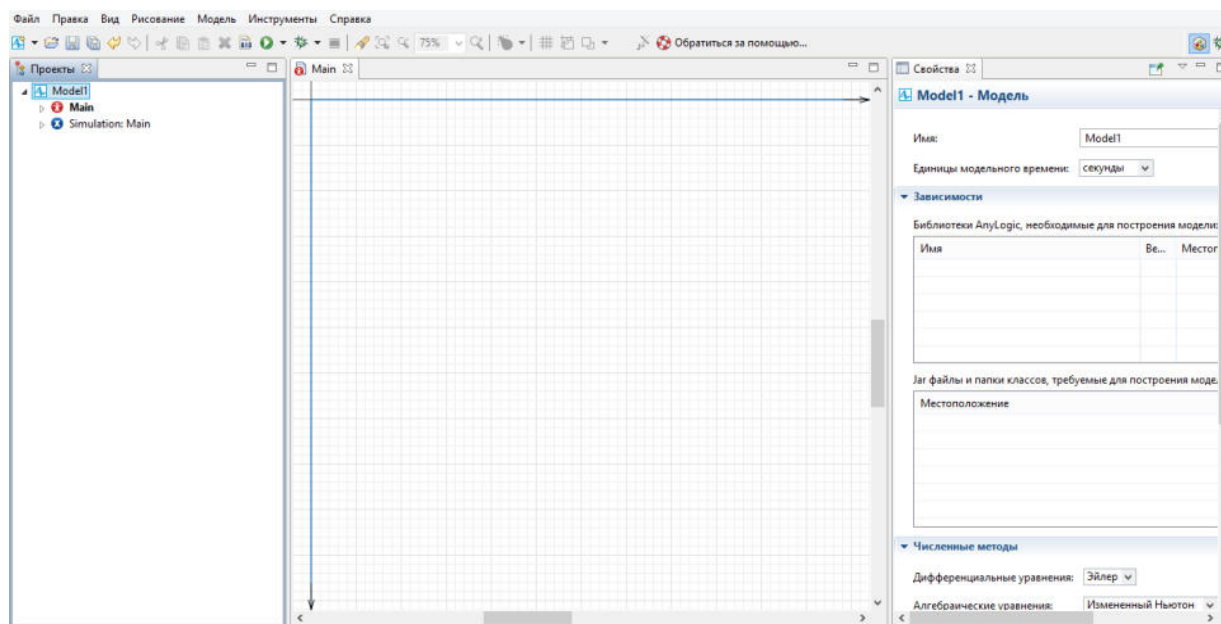 Файл Правка Вид Рисование Модель Инструменты Справка
75% Обратиться за помощью...
Проекты
Model1
Main
Simulation: Main
Main
Свойства
Model1 - Модель
Имя: Model1
Единицы модельного времени: секунды
Зависимости
Библиотеки AnyLogic, необходимые для построения модели:
Имя Ве... Местог
Jar файлы и папки классов, требуемые для построения моде.
Местоположение
Численные методы
Дифференциальные уравнения: Эйлер
Алгебраические уравнения: Измененный Ньютон